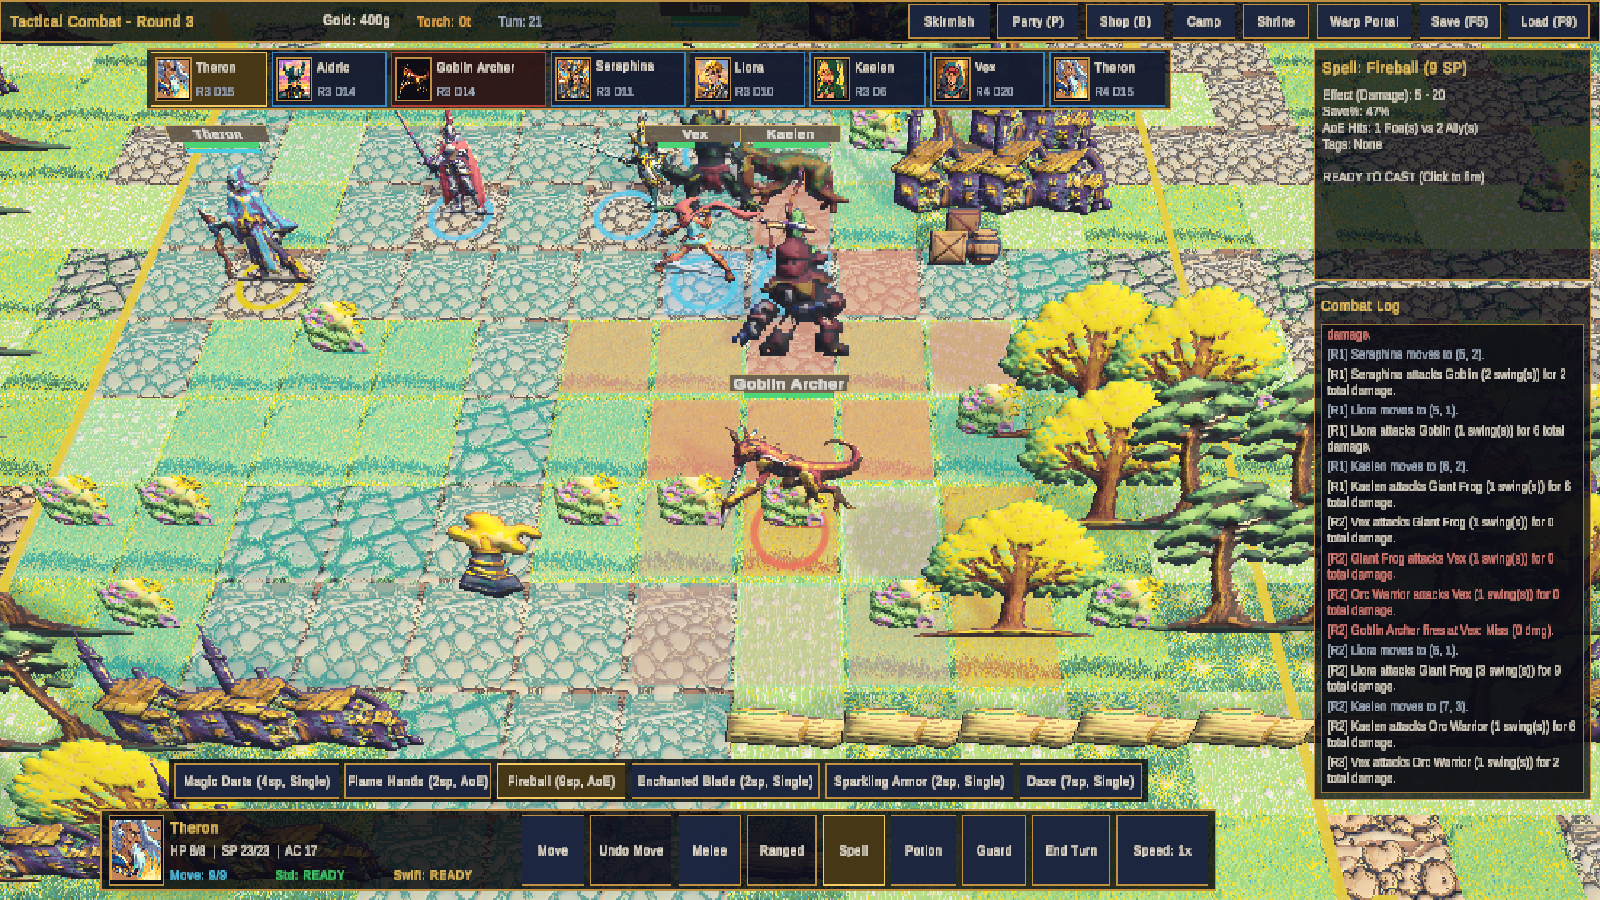 Tactical Combat - Round 3
Gold: 400g
Torch: 0t
Turn: 21
Liora
Skirmish
Party (P)
Shop (B)
Camp
Shrine
Warp Portal
Save (F5)
Load (F9)
Theron
R3 D15
Aldric
R3 D14
Goblin Archer
R3 D14
Seraphina
R3 D11
Liora
R3 D10
Kaelen
R3 D6
Vex
R4 D20
Theron
R4 D15
Spell: Fireball (9 SP)
Effect (Damage): 5 - 20
Save%: 47%
AoE Hits: 1 Foe(s) vs 2 Ally(s)
Tags: None
READY TO CAST (Click to fire)
Theron
Vex
Kaelen
Goblin Archer
Combat Log
damage.
[R1] Seraphina moves to (5, 2).
[R1] Seraphina attacks Goblin (2 swing(s)) for 2
total damage.
[R1] Liora moves to (5, 1).
[R1] Liora attacks Goblin (1 swing(s)) for 6 total
damage.
[R1] Kaelen moves to (6, 2).
[R1] Kaelen attacks Giant Frog (1 swing(s)) for 6
total damage.
[R2] Vex attacks Giant Frog (1 swing(s)) for 0
total damage.
[R2] Giant Frog attacks Vex (1 swing(s)) for 0
total damage.
[R2] Orc Warrior attacks Vex (1 swing(s)) for 0
total damage.
[R2] Goblin Archer fires at Vex: Miss (0 dmg).
[R2] Liora moves to (6, 1).
[R2] Liora attacks Giant Frog (3 swing(s)) for 9
total damage.
[R2] Kaelen moves to (7, 3).
[R2] Kaelen attacks Orc Warrior (1 swing(s)) for 6
total damage.
[R3] Vex attacks Orc Warrior (1 swing(s)) for 2
total damage.
Magic Darts (4sp, Single)
Flame Hands (2sp, AoE)
Fireball (9sp, AoE)
Enchanted Blade (2sp, Single)
Sparkling Armor (2sp, Single)
Daze (7sp, Single)
Theron
HP 8/8 | SP 23/23 | AC 17
Move: 9/9
Std: READY
Swift: READY
Move
Undo Move
Melee
Ranged
Spell
Potion
Guard
End Turn
Speed: 1x